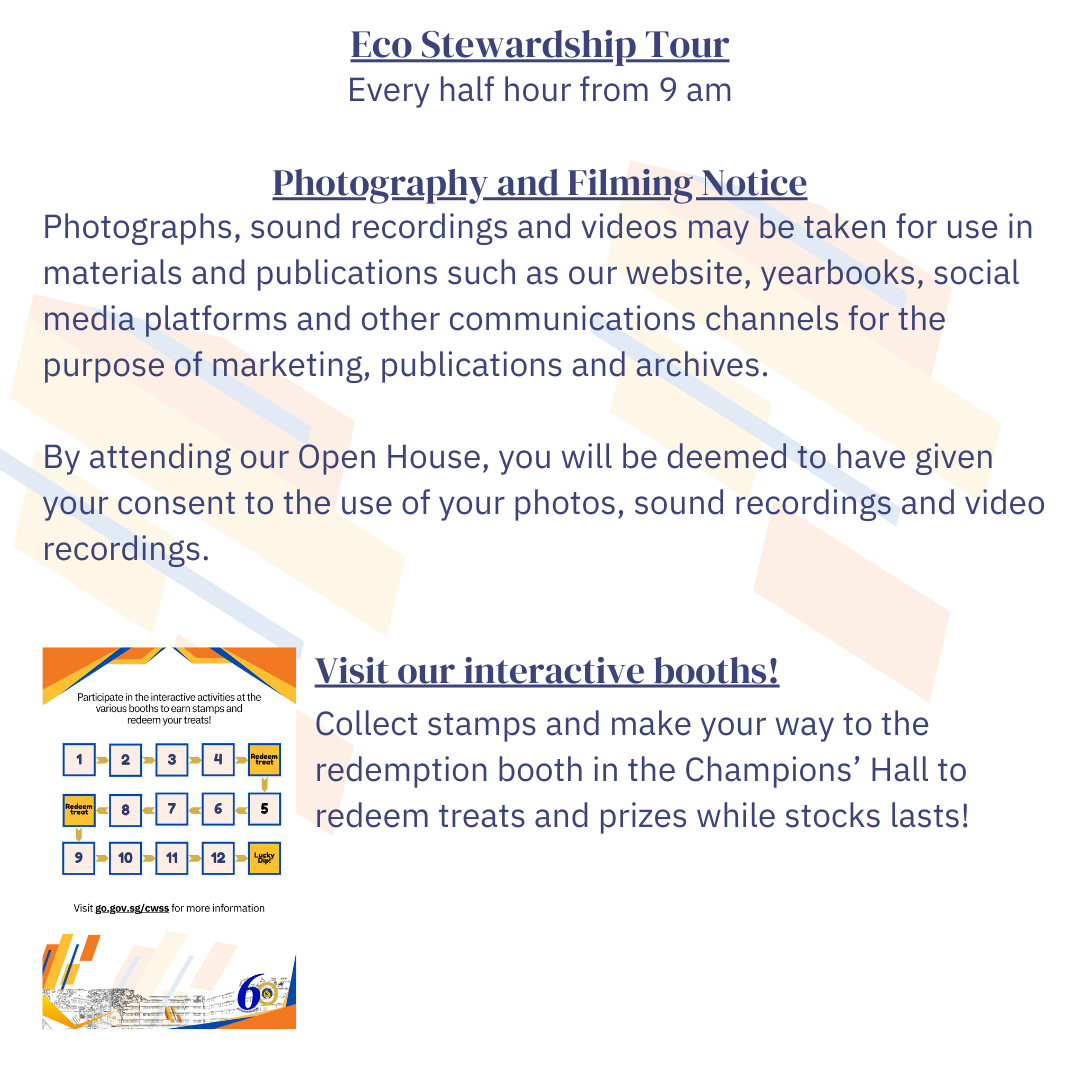 Eco Stewardship Tour
Every half hour from 9 am
Photography and Filming Notice
Photographs, sound recordings and videos may be taken for use in
materials and publications such as our website, yearbooks, social
media platforms and other communications channels for the
purpose of marketing, publications and archives.
By attending our Open House, you will be deemed to have given
your consent to the use of your photos, sound recordings and video
recordings.
Participate in the interactive activities at the
various booths to earn stamps and
redeem your treats!
1 2 3 4 Redeem
treat
Redeem
treat 8 7 6 5
9 10 11 12 Lucky
Dip!
Visit go.gov.sg/cwss for more information
60
Visit our interactive booths!
Collect stamps and make your way to the
redemption booth in the Champions’ Hall to
redeem treats and prizes while stocks lasts!